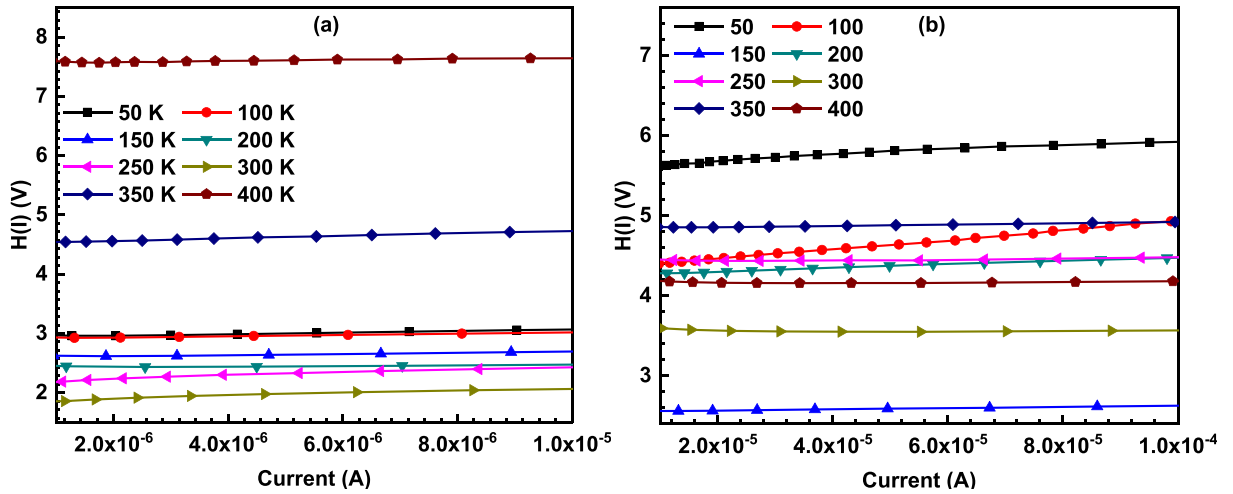 (a)
8
7
6
5
4
3
2
H(I) (V)
50 K 100 K
150 K 200 K
250 K 300 K
350 K 400 K
2.0x10⁻⁶ 4.0x10⁻⁶ 6.0x10⁻⁶ 8.0x10⁻⁶ 1.0x10⁻⁵
Current (A)
(b)
7
6
5
4
3
H(I) (V)
50 100
150 200
250 300
350 400
2.0x10⁻⁵ 4.0x10⁻⁵ 6.0x10⁻⁵ 8.0x10⁻⁵ 1.0x10⁻⁴
Current (A)